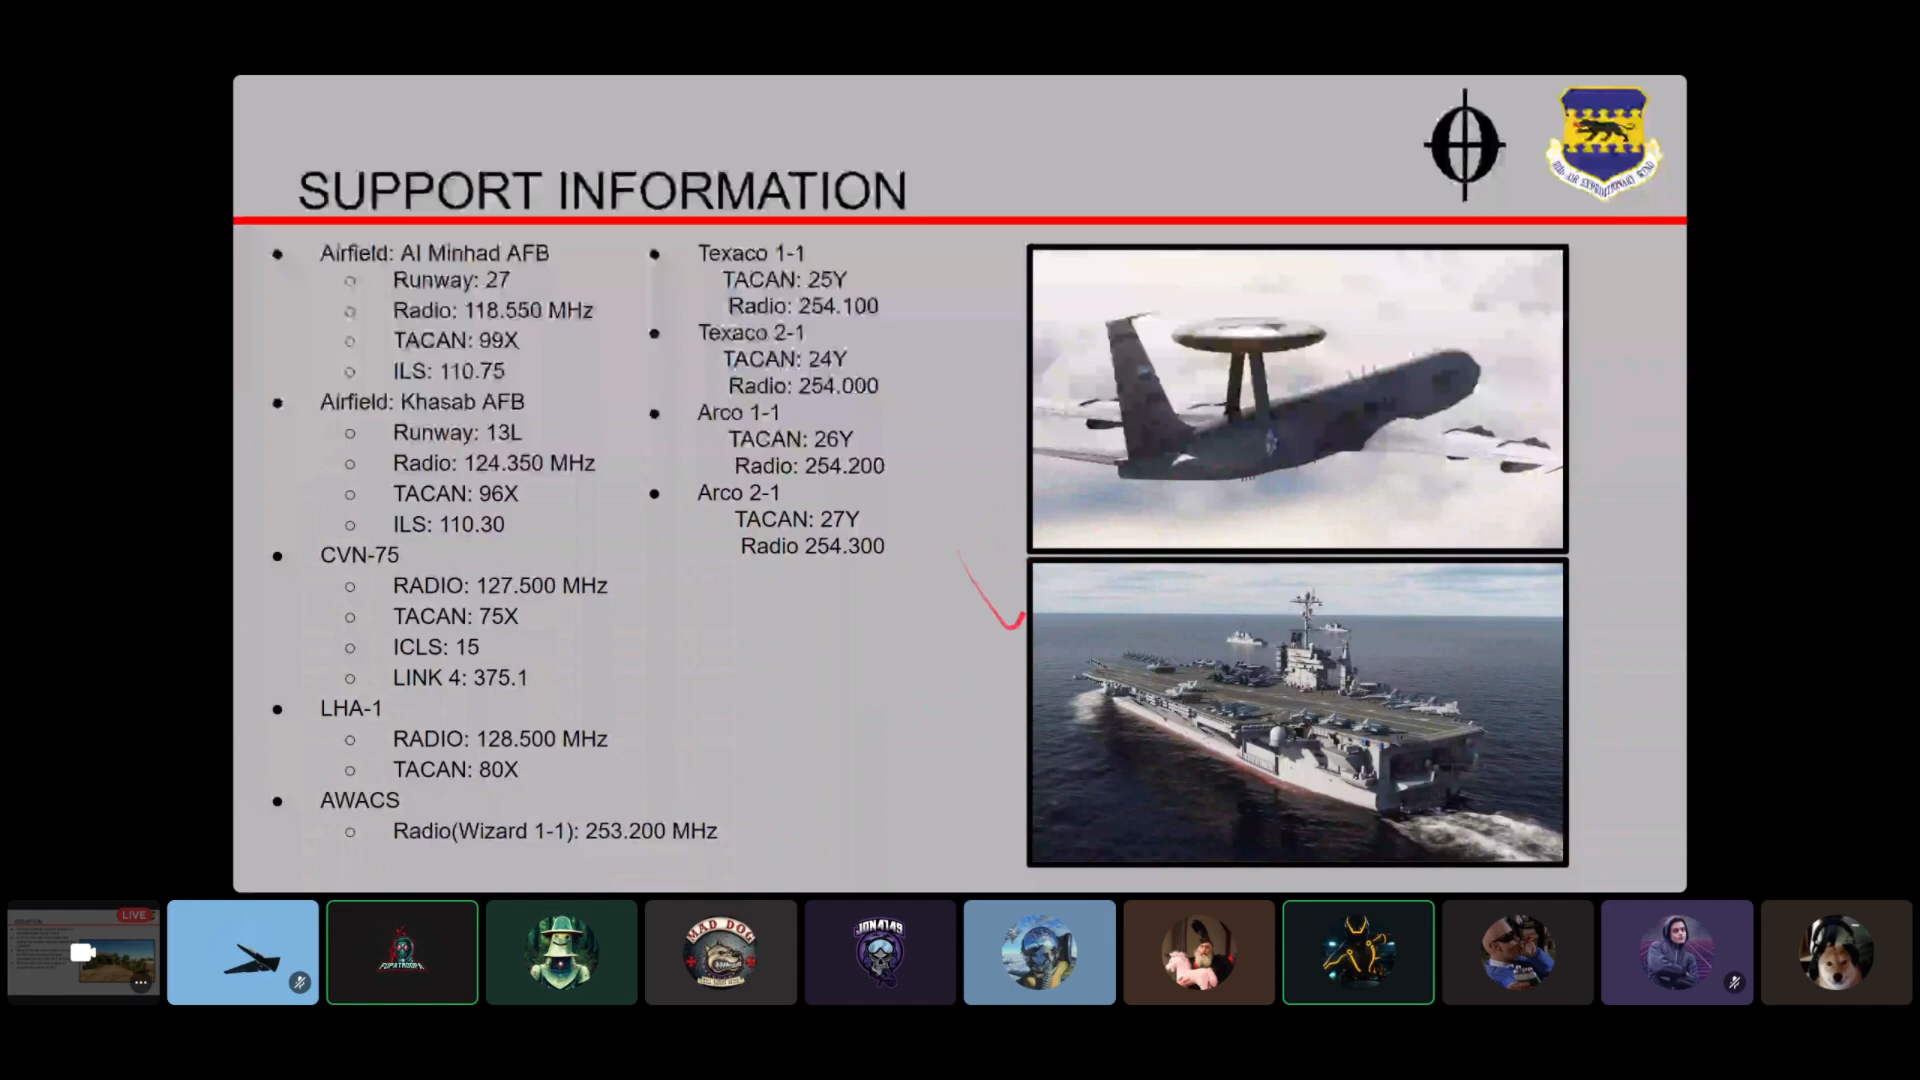 SUPPORT INFORMATION
Airfield: Al Minhad AFB
Runway: 27
Radio: 118.550 MHz
TACAN: 99X
ILS: 110.75
Airfield: Khasab AFB
Runway: 13L
Radio: 124.350 MHz
TACAN: 96X
ILS: 110.30
CVN-75
RADIO: 127.500 MHz
TACAN: 75X
ICLS: 15
LINK 4: 375.1
LHA-1
RADIO: 128.500 MHz
TACAN: 80X
AWACS
Radio(Wizard 1-1): 253.200 MHz
Texaco 1-1
TACAN: 25Y
Radio: 254.100
Texaco 2-1
TACAN: 24Y
Radio: 254.000
Arco 1-1
TACAN: 26Y
Radio: 254.200
Arco 2-1
TACAN: 27Y
Radio 254.300
AIR EXPEDITIONARY WING
LIVE
MAD DOG
JON4149